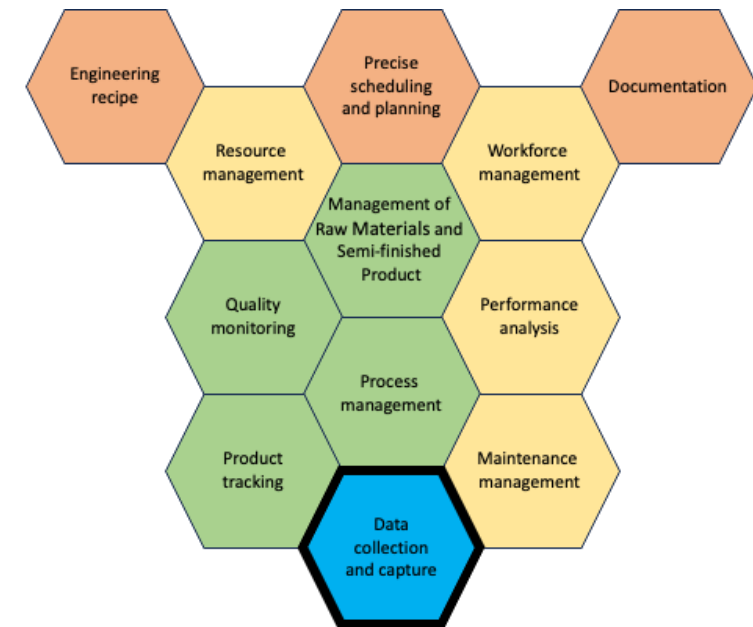 Engineering
recipe
Precise
scheduling
and planning
Documentation
Resource
management
Workforce
management
Management of
Raw Materials and
Semi-finished
Product
Quality
monitoring
Performance
analysis
Process
management
Product
tracking
Maintenance
management
Data
collection
and capture